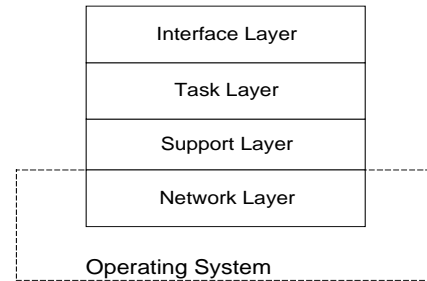 Interface Layer
Task Layer
Support Layer
Network Layer
Operating System